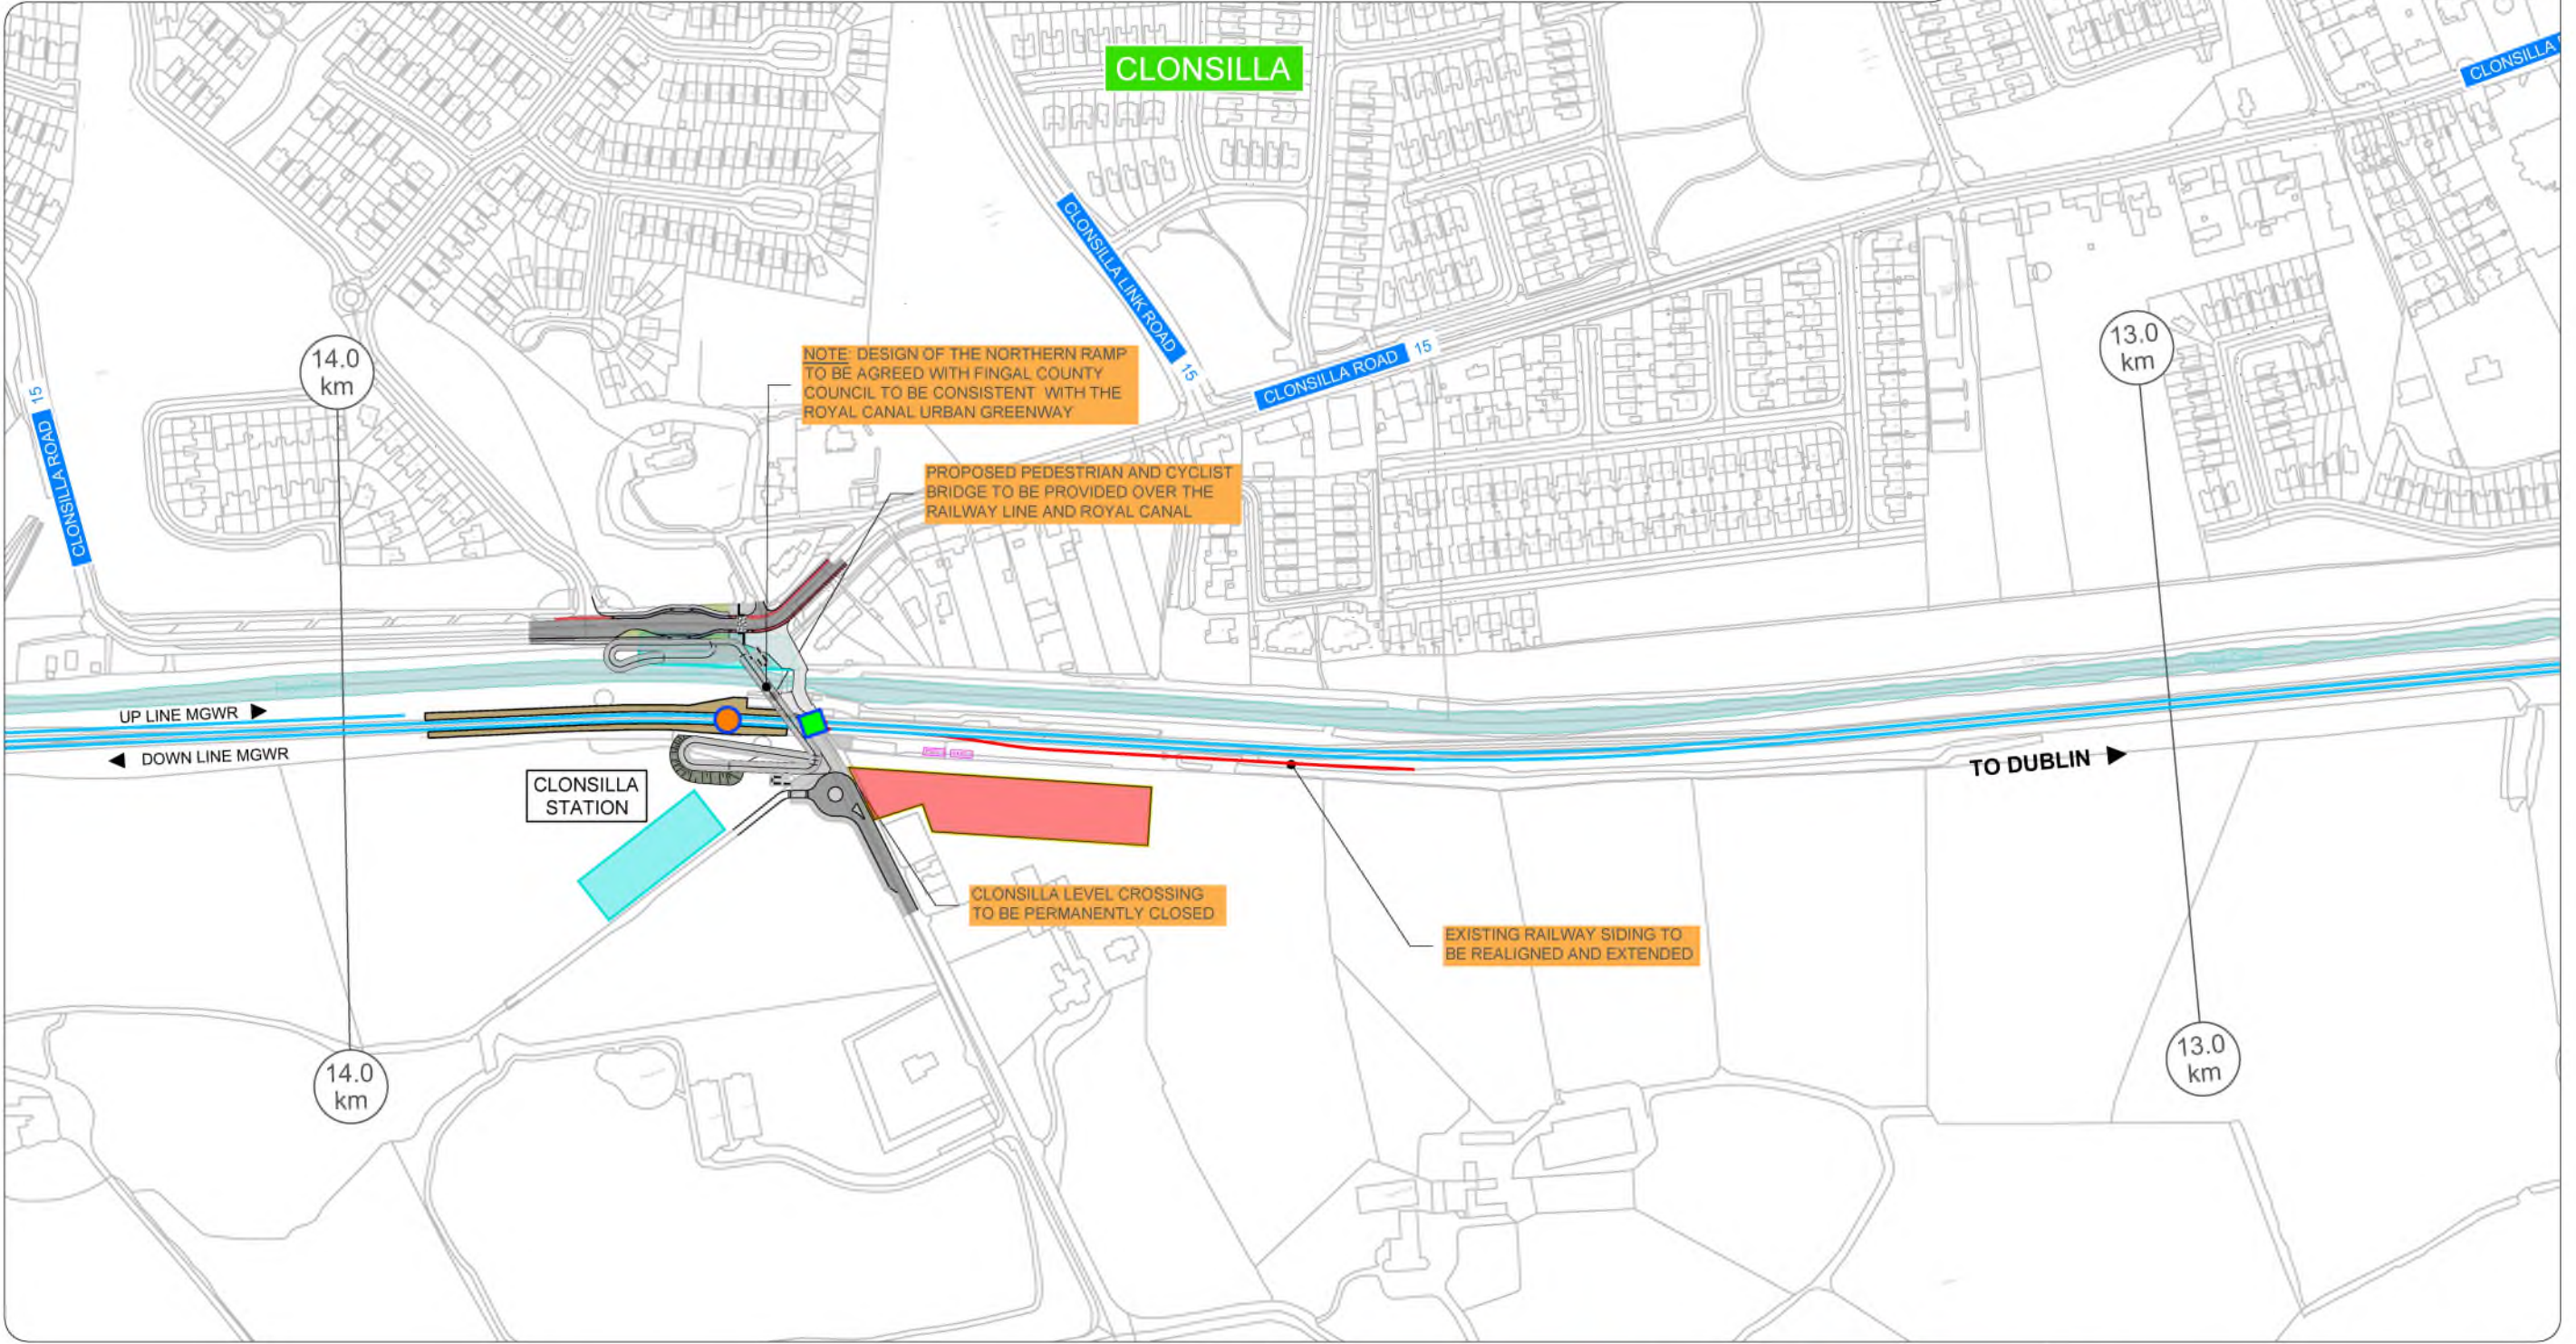 CLONSILLA
CLONSILLA
CLONSILLA LINK ROAD
15
CLONSILLA ROAD 15
13.0
km
14.0
km
15
CLONSILLA ROAD
NOTE: DESIGN OF THE NORTHERN RAMP
TO BE AGREED WITH FINGAL COUNTY
COUNCIL TO BE CONSISTENT WITH THE
ROYAL CANAL URBAN GREENWAY
PROPOSED PEDESTRIAN AND CYCLIST
BRIDGE TO BE PROVIDED OVER THE
RAILWAY LINE AND ROYAL CANAL
UP LINE MGWR
DOWN LINE MGWR
TO DUBLIN
CLONSILLA
STATION
CLONSILLA LEVEL CROSSING
TO BE PERMANENTLY CLOSED
EXISTING RAILWAY SIDING TO
BE REALIGNED AND EXTENDED
13.0
km
14.0
km